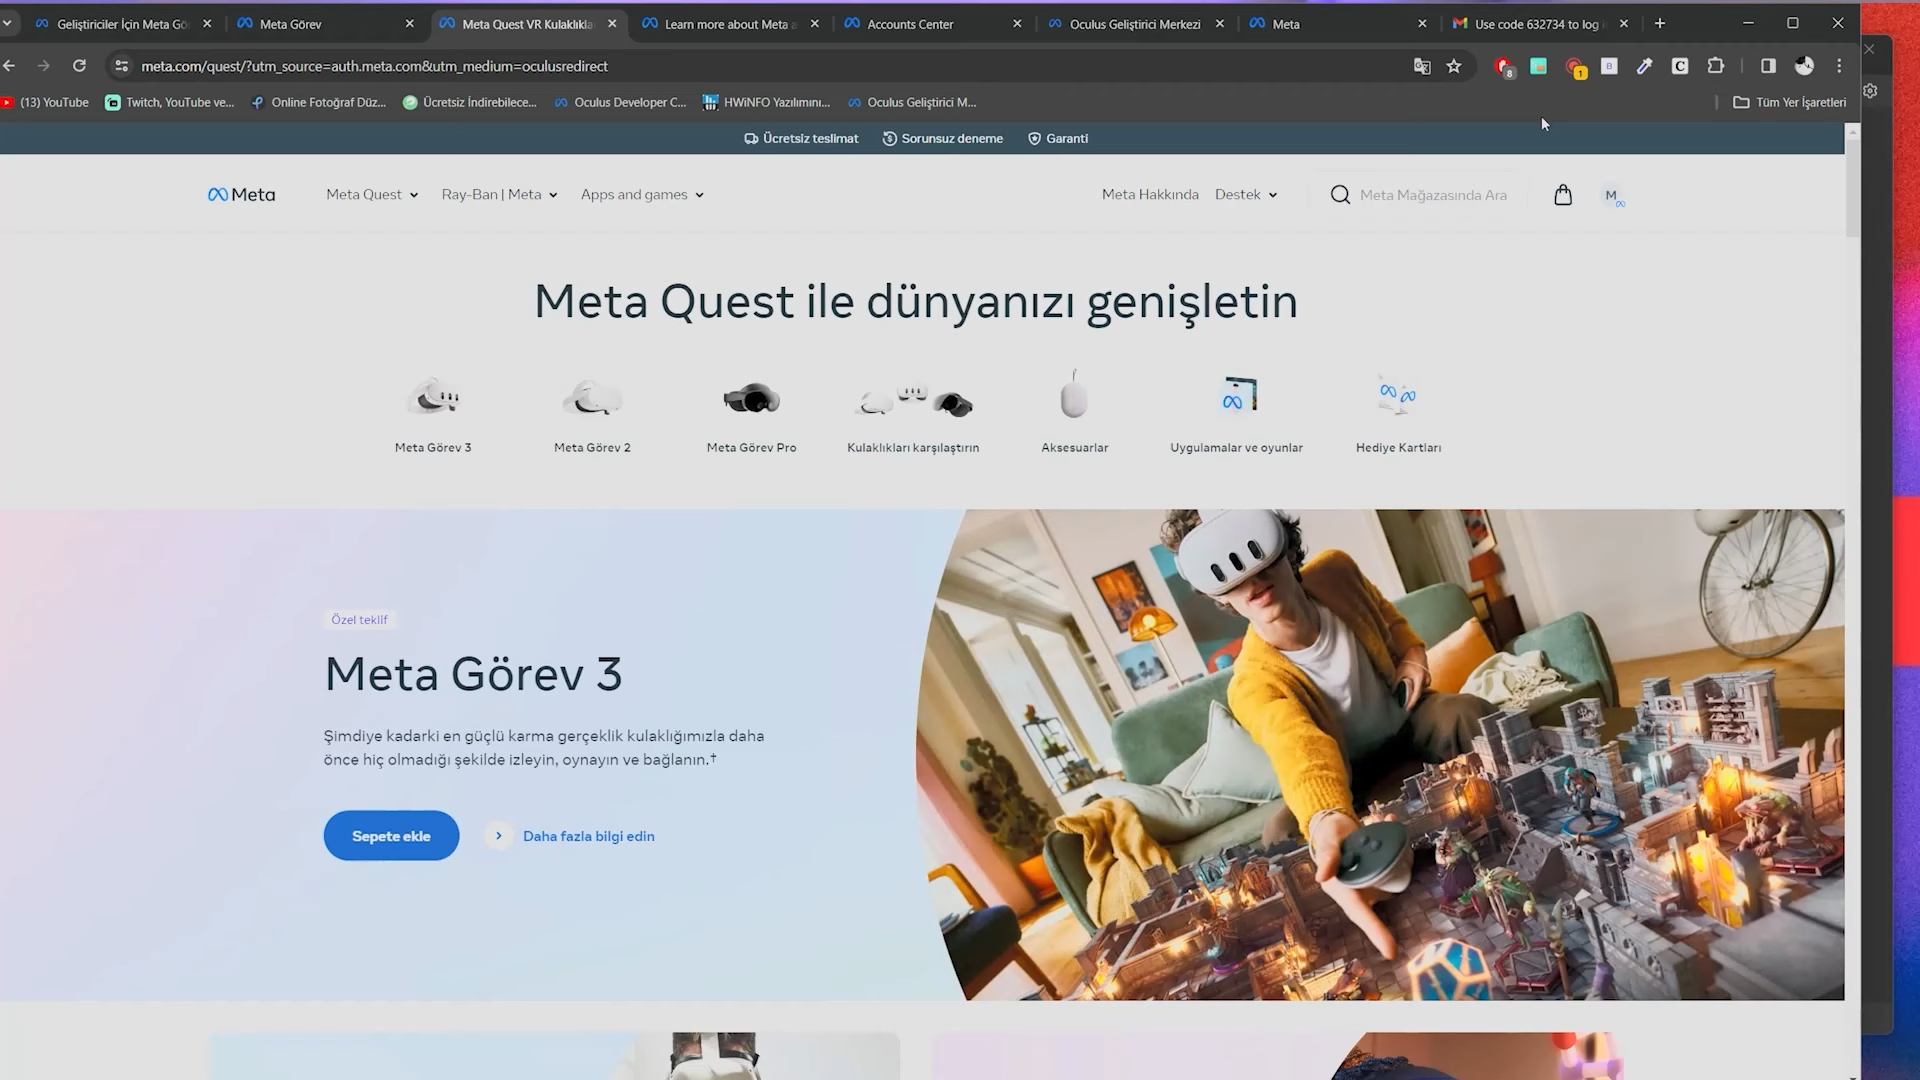 Geliştiriciler İçin Meta Gö
Meta Görev
Meta Quest VR Kulaklıkla
Learn more about Meta a
Accounts Center
Oculus Geliştirici Merkezi
Meta
Use code 632734 to log i
meta.com/quest/?utm_source=auth.meta.com&utm_medium=oculusredirect
8
1
B
C
(13) YouTube
Twitch, YouTube ve...
Online Fotoğraf Düz...
Ücretsiz İndirebilece...
Oculus Developer C...
HWiNFO Yazılımını...
Oculus Geliştirici M...
Tüm Yer İşaretleri
Ücretsiz teslimat
Sorunsuz deneme
Garanti
Meta
Meta Quest
Ray-Ban | Meta
Apps and games
Meta Hakkında
Destek
Meta Mağazasında Ara
M
Meta Quest ile dünyanızı genişletin
Meta Görev 3
Meta Görev 2
Meta Görev Pro
Kulaklıkları karşılaştırın
Aksesuarlar
Uygulamalar ve oyunlar
Hediye Kartları
Özel teklif
Meta Görev 3
Şimdiye kadarki en güçlü karma gerçeklik kulaklığımızla daha
önce hiç olmadığı şekilde izleyin, oynayın ve bağlanın.†
Sepete ekle
Daha fazla bilgi edin